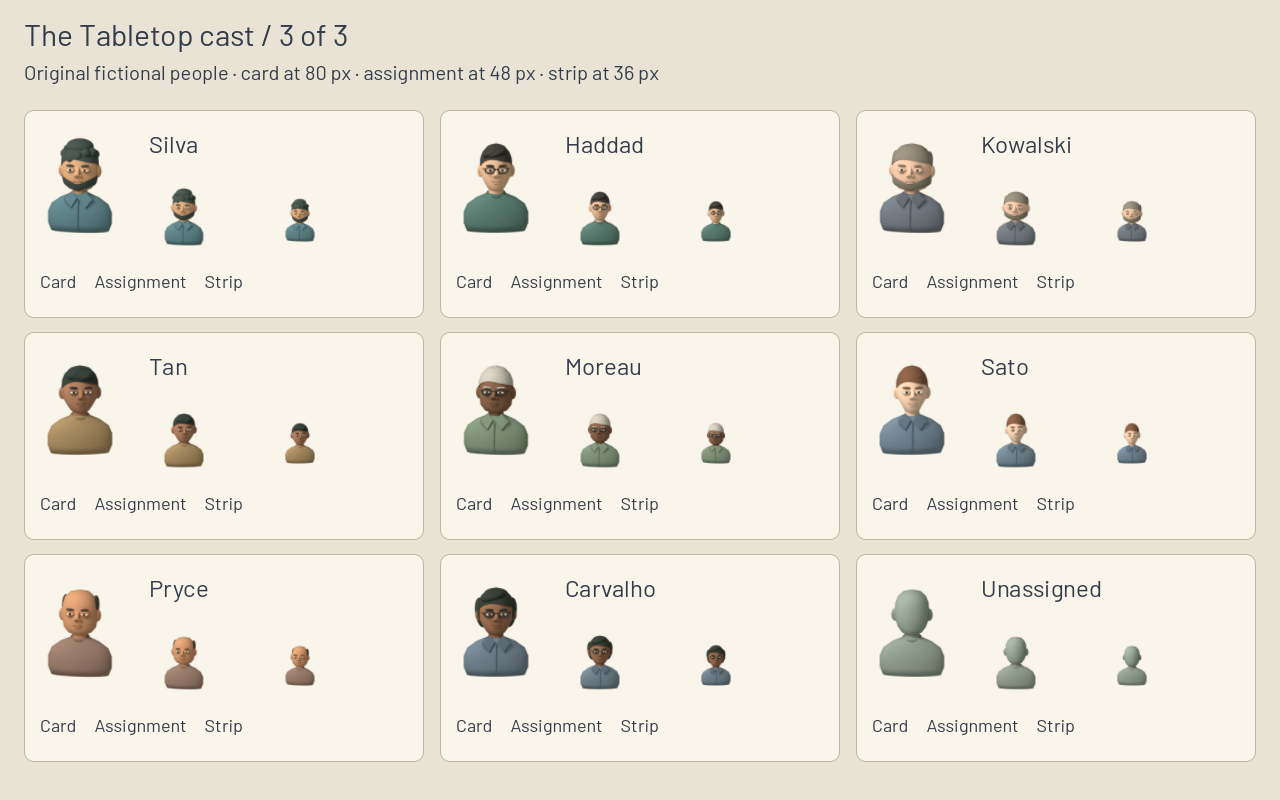 The Tabletop cast / 3 of 3
Original fictional people · card at 80 px · assignment at 48 px · strip at 36 px
Silva
Card Assignment Strip
Haddad
Card Assignment Strip
Kowalski
Card Assignment Strip
Tan
Card Assignment Strip
Moreau
Card Assignment Strip
Sato
Card Assignment Strip
Pryce
Card Assignment Strip
Carvalho
Card Assignment Strip
Unassigned
Card Assignment Strip